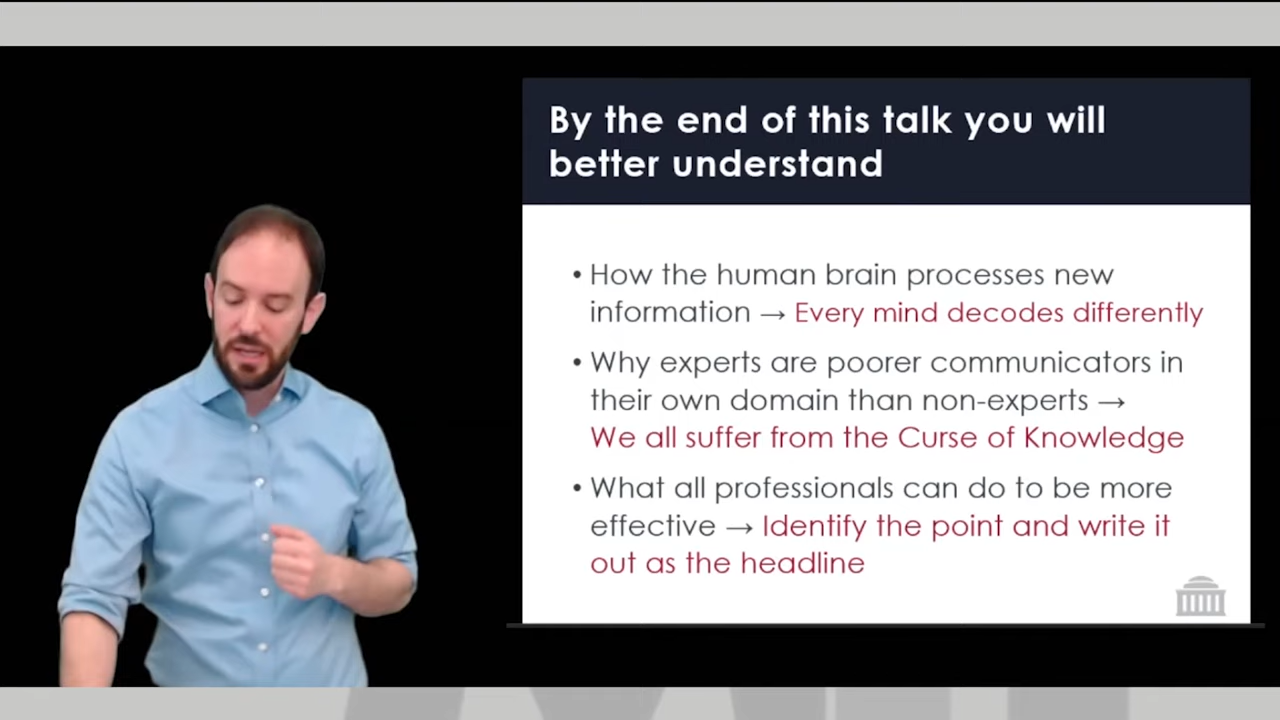 By the end of this talk you will
better understand
• How the human brain processes new
information → Every mind decodes differently
• Why experts are poorer communicators in
their own domain than non-experts →
We all suffer from the Curse of Knowledge
• What all professionals can do to be more
effective → Identify the point and write it
out as the headline